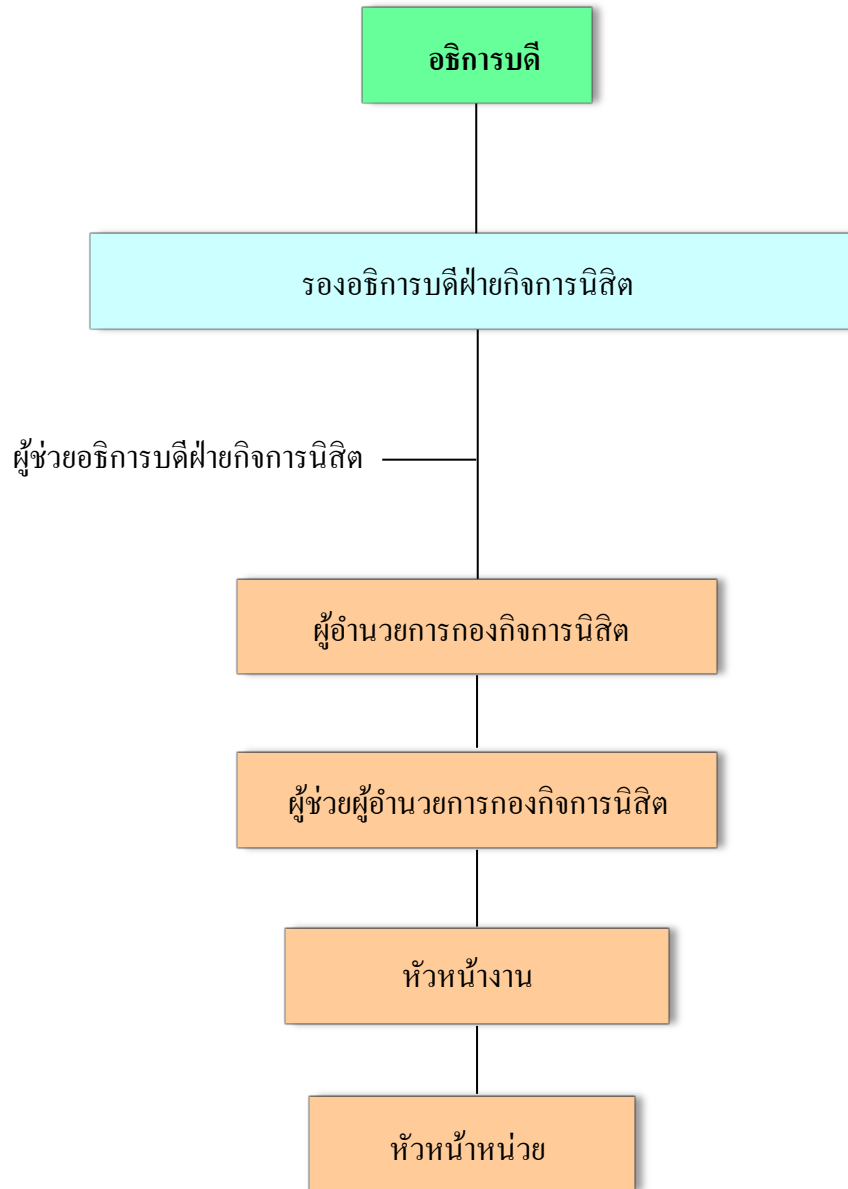 อธิการบดี
รองอธิการบดีฝ่ายกิจการนิสิต
ผู้ช่วยอธิการบดีฝ่ายกิจการนิสิต
ผู้อำนวยการกองกิจการนิสิต
ผู้ช่วยผู้อำนวยการกองกิจการนิสิต
หัวหน้างาน
หัวหน้าหน่วย